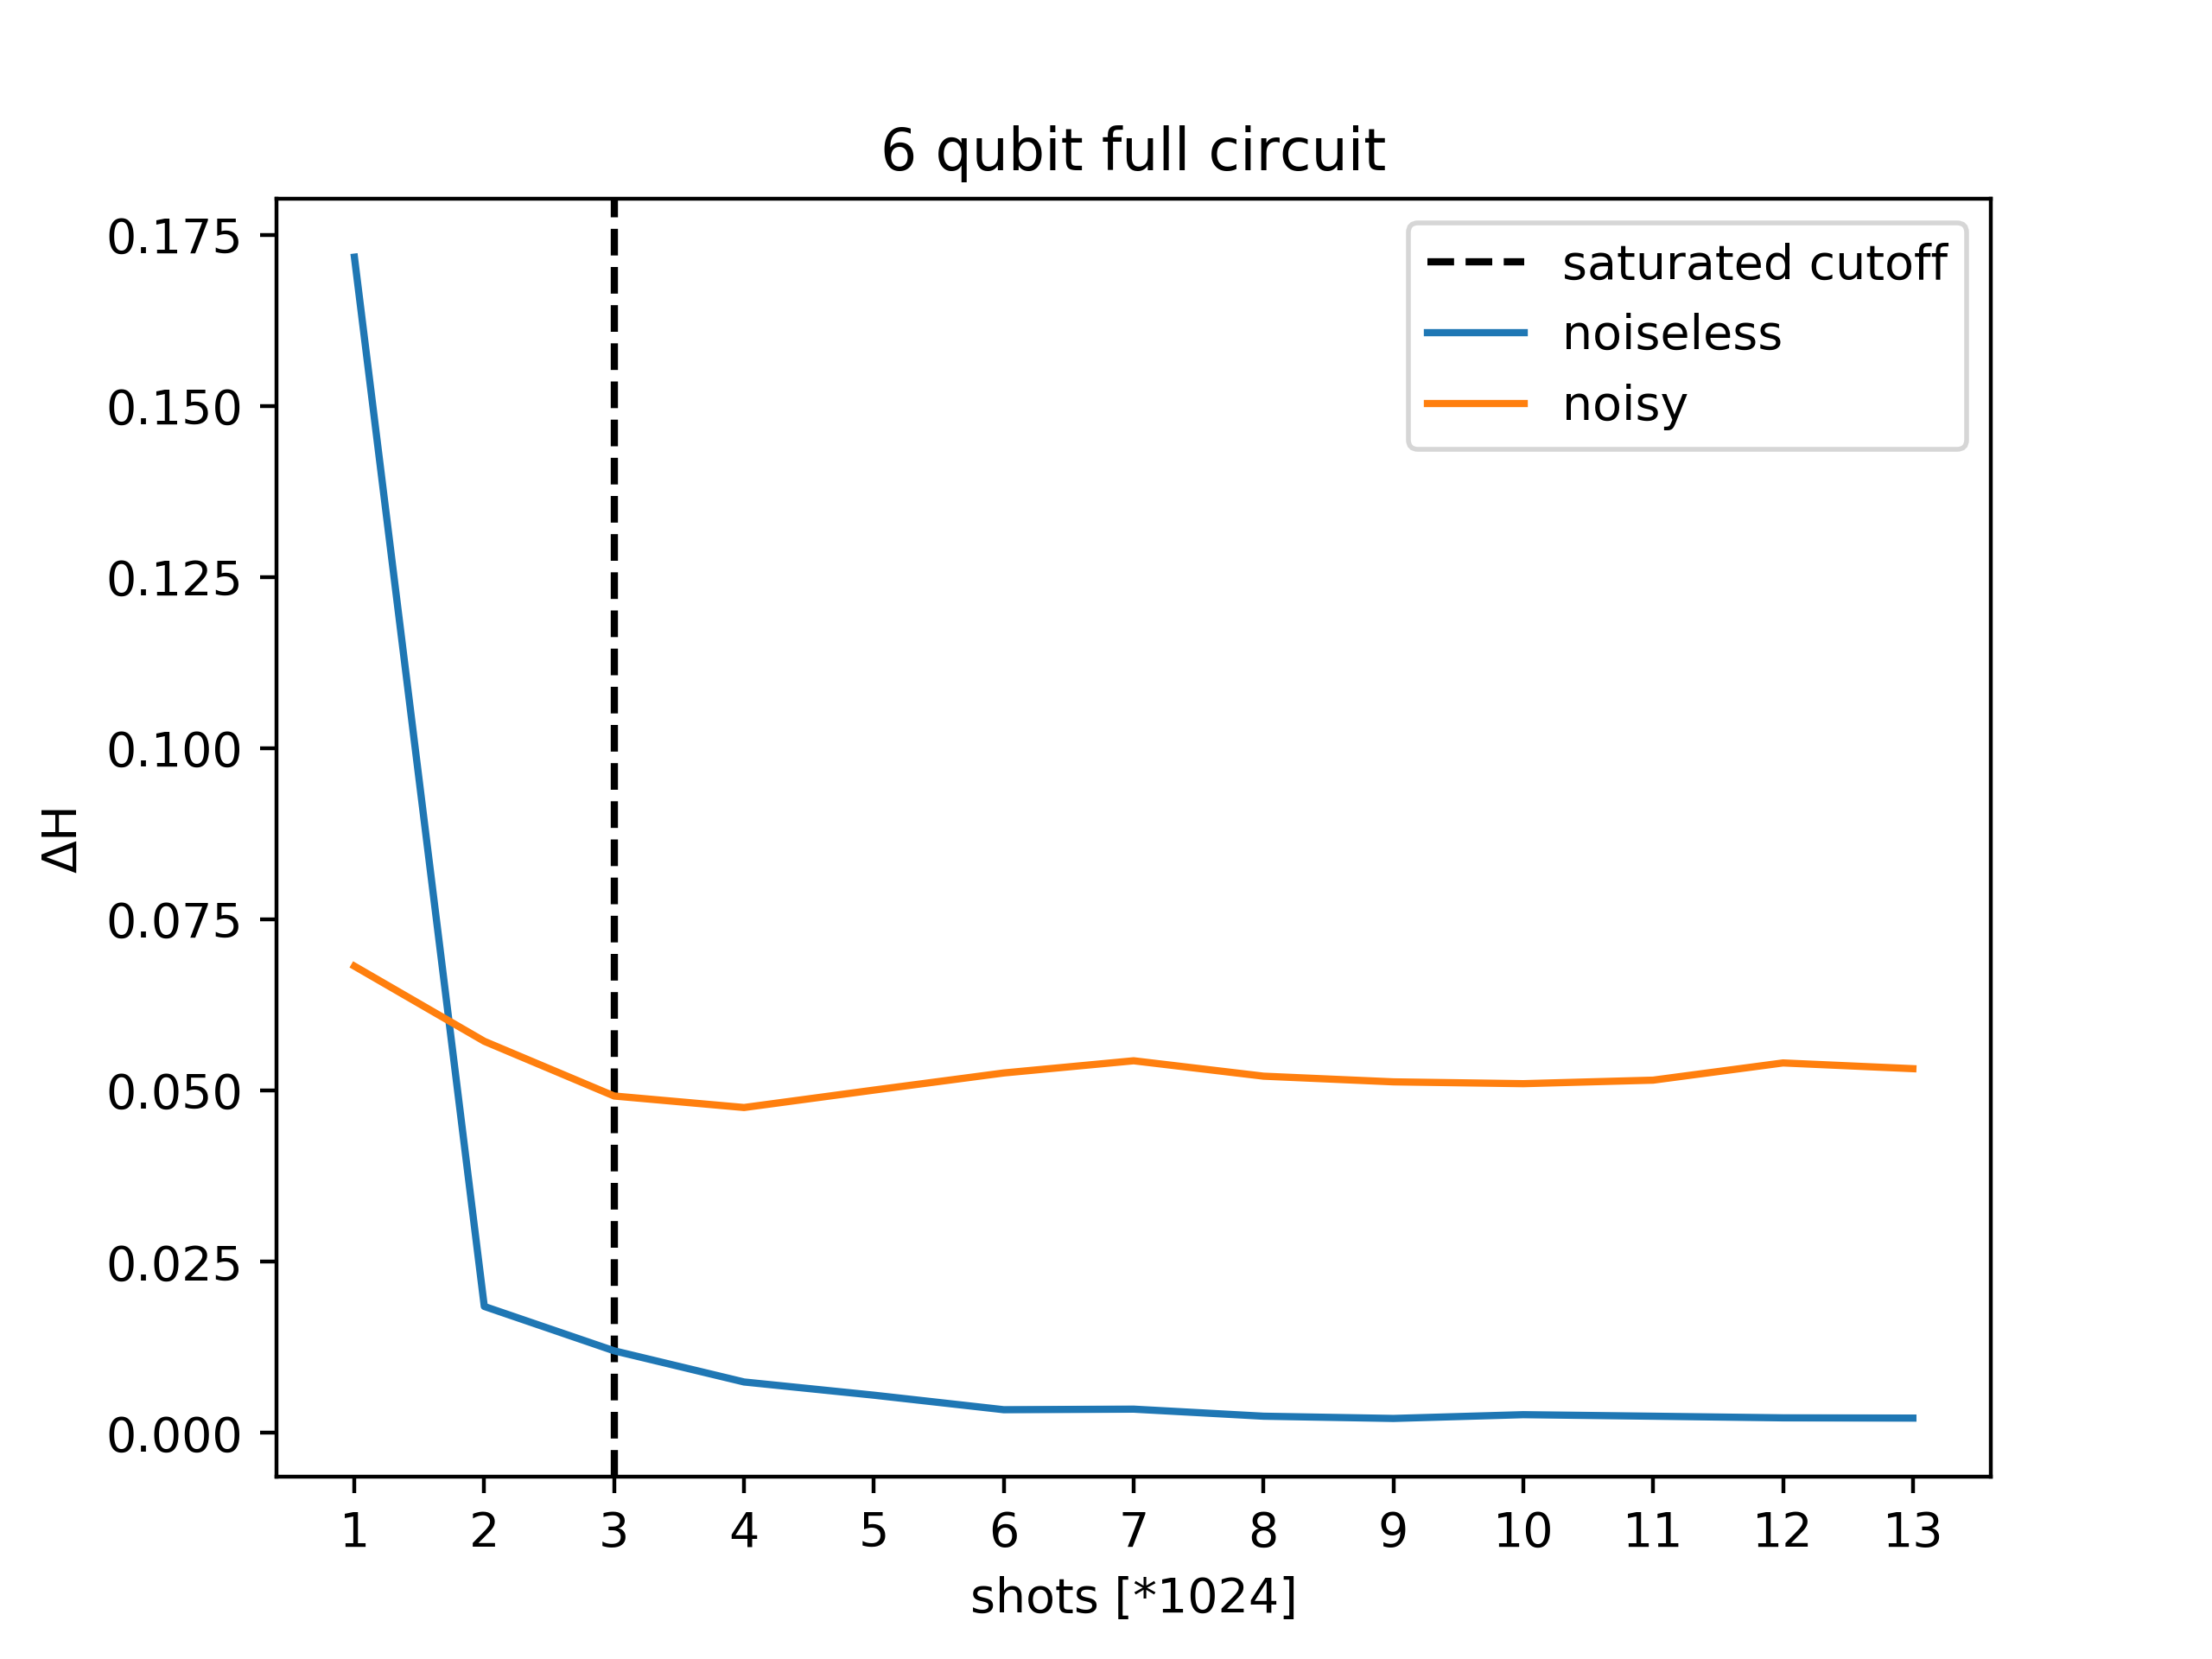 6 qubit full circuit
saturated cutoff
noiseless
noisy
0.175
0.150
0.125
0.100
0.075
0.050
0.025
0.000
ΔH
1 2 3 4 5 6 7 8 9 10 11 12 13
shots [*1024]